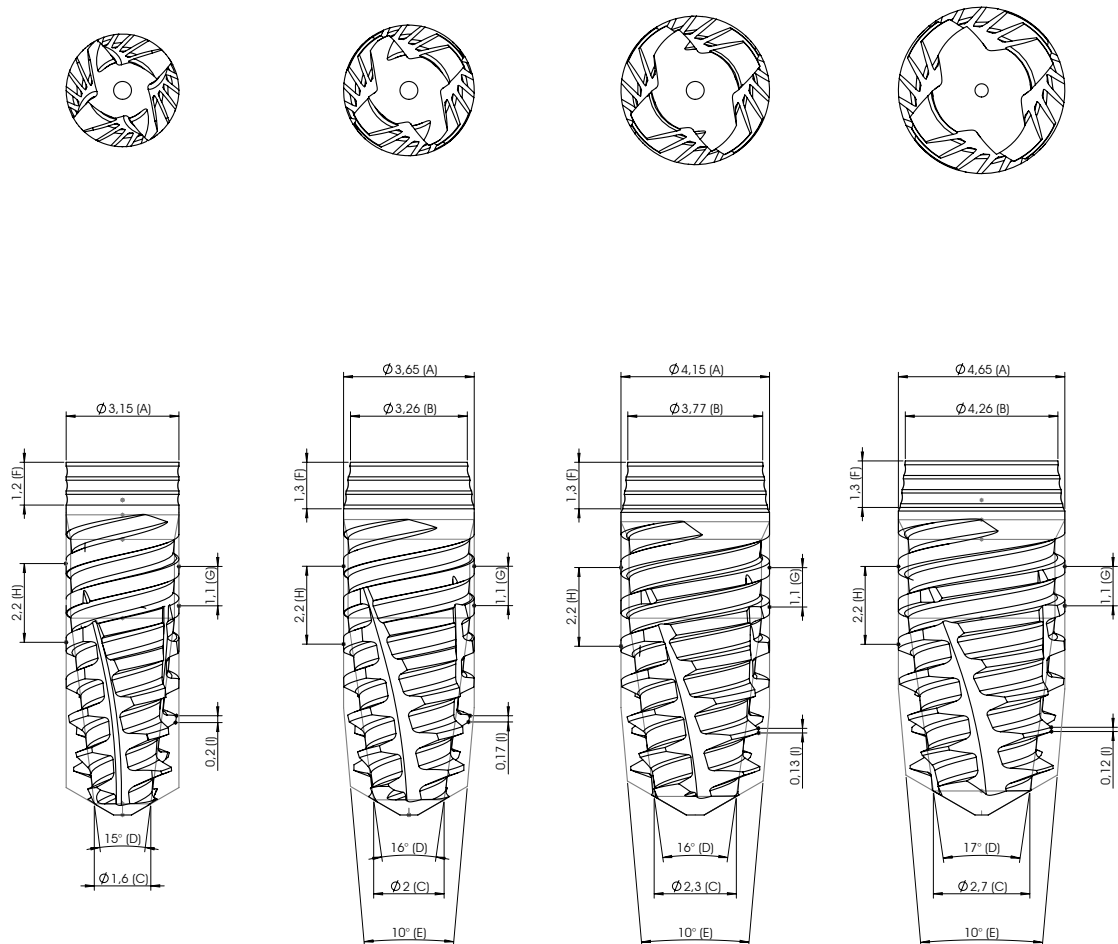 Ø3,15 (A)
1,2 (F)
2,2 (H)
1,1 (G)
0,2 (I)
15° (D)
Ø1,6 (C)
Ø3,65 (A)
Ø3,26 (B)
1,3 (F)
2,2 (H)
1,1 (G)
0,17 (I)
16° (D)
Ø2 (C)
10° (E)
Ø4,15 (A)
Ø3,77 (B)
1,3 (F)
2,2 (H)
1,1 (G)
0,13 (I)
16° (D)
Ø2,3 (C)
10° (E)
Ø4,65 (A)
Ø4,26 (B)
1,3 (F)
2,2 (H)
1,1 (G)
0,12 (I)
17° (D)
Ø2,7 (C)
10° (E)